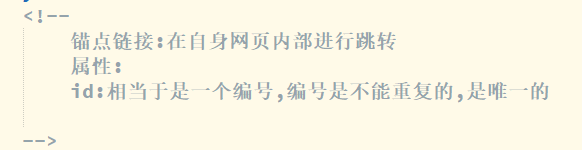 <!--
锚点链接:在自身网页内部进行跳转
属性:
id:相当于是一个编号,编号是不能重复的,是唯一的
-->